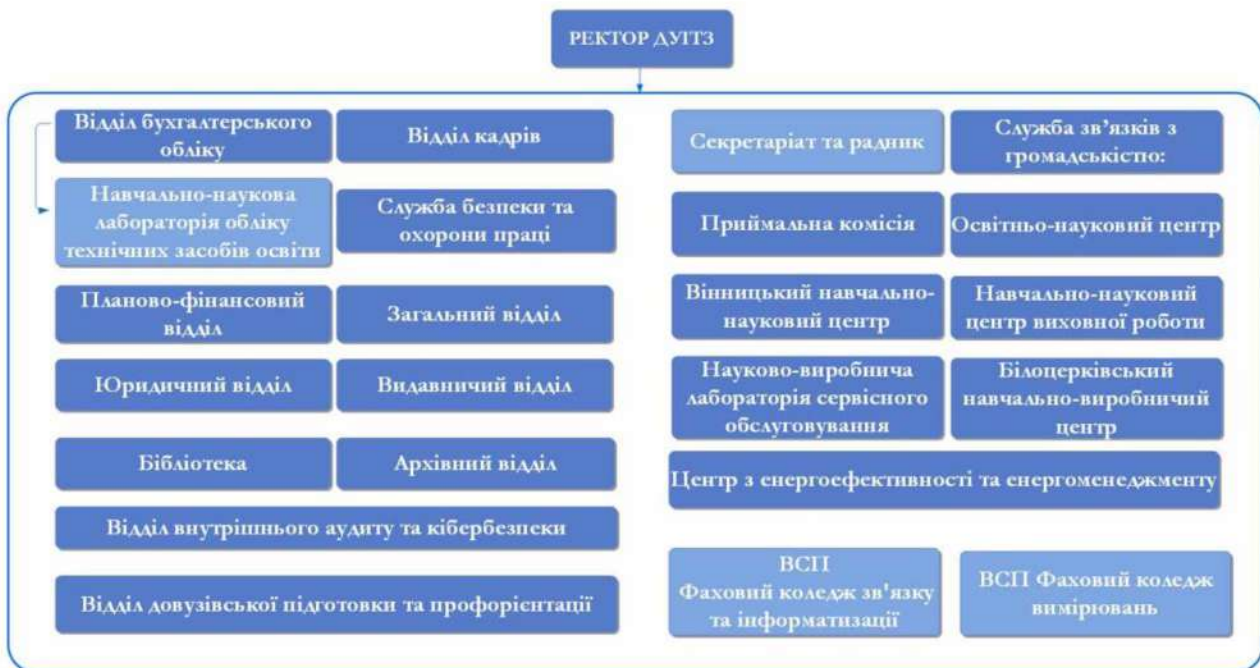 РЕКТОР ДУІТЗ
Відділ бухгалтерського
обліку
Відділ кадрів
Навчально-наукова
лабораторія обліку
технічних засобів освіти
Служба безпеки та
охорони праці
Планово-фінансовий
відділ
Загальний відділ
Юридичний відділ
Видавничий відділ
Бібліотека
Архівний відділ
Відділ внутрішнього аудиту та кібербезпеки
Відділ довузівської підготовки та профорієнтації
Секретаріат та радник
Служба зв’язків з
громадськістю:
Приймальна комісія
Освітньо-науковий центр
Вінницький навчально-
науковий центр
Навчально-науковий
центр виховної роботи
Науково-виробнича
лабораторія сервісного
обслуговування
Білоцерківський
навчально-виробничий
центр
Центр з енергоефективності та енергоменеджменту
ВСП
Фаховий коледж зв'язку
та інформатизації
ВСП Фаховий коледж
вимірювань